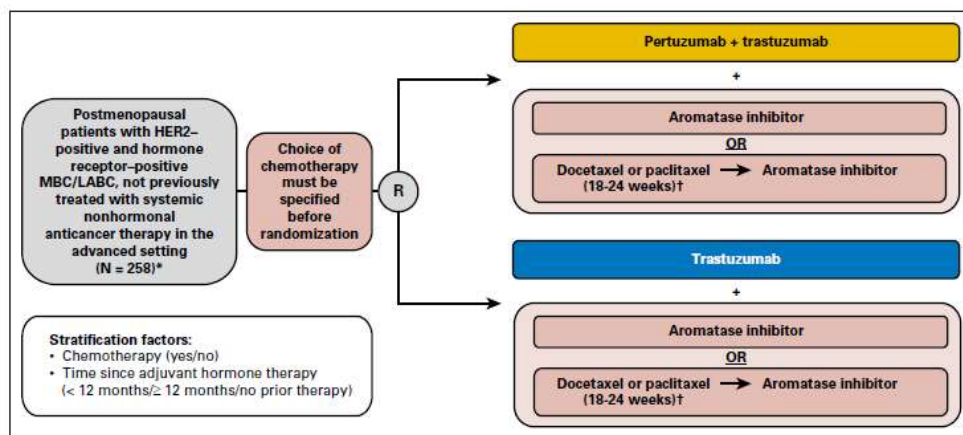 Postmenopausal
patients with HER2–
positive and hormone
receptor–positive
MBC/LABC, not previously
treated with systemic
nonhormonal
anticancer therapy in the
advanced setting
(N = 258)*
Choice of
chemotherapy
must be
specified
before
randomization
R
Pertuzumab + trastuzumab
+
Aromatase inhibitor
OR
Docetaxel or paclitaxel → Aromatase inhibitor
(18-24 weeks)†
Trastuzumab
+
Aromatase inhibitor
OR
Docetaxel or paclitaxel → Aromatase inhibitor
(18-24 weeks)†
Stratification factors:
• Chemotherapy (yes/no)
• Time since adjuvant hormone therapy
(< 12 months/≥ 12 months/no prior therapy)